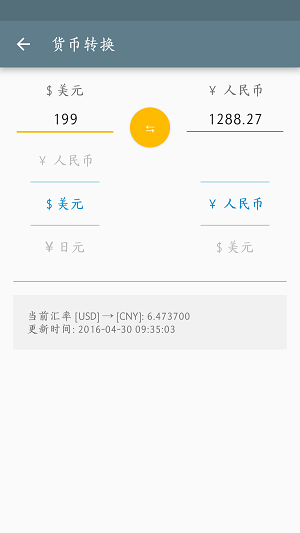 货币转换
$ 美元
¥ 人民币
199
1288.27
¥ 人民币
$ 美元
¥ 人民币
¥ 日元
$ 美元
当前汇率 [USD]→[CNY]: 6.473700
更新时间: 2016-04-30 09:35:03